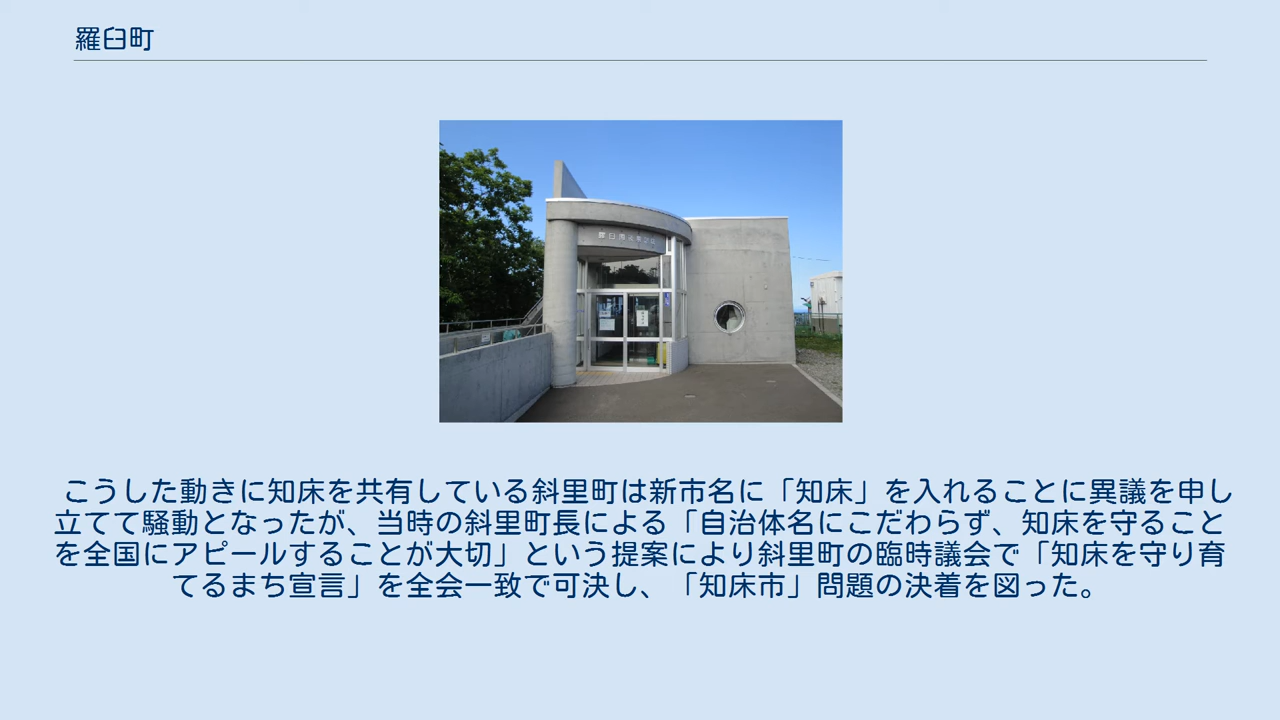 羅臼町
こうした動きに知床を共有している斜里町は新市名に「知床」を入れることに異議を申し
立てて騒動となったが、当時の斜里町長による「自治体名にこだわらず、知床を守ること
を全国にアピールすることが大切」という提案により斜里町の臨時議会で「知床を守り育
てるまち宣言」を全会一致で可決し、「知床市」問題の決着を図った。